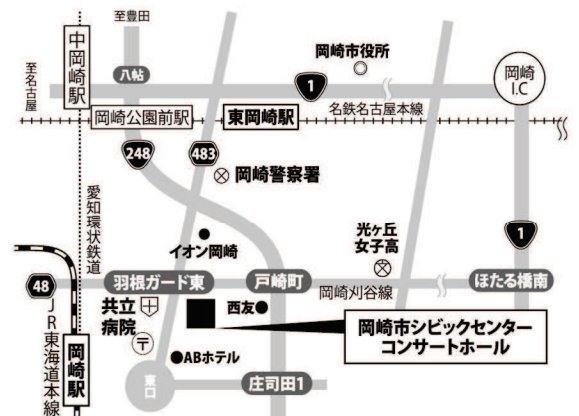 至豊田
中岡崎駅
至名古屋
八帖
岡崎市役所
岡崎
I.C
1
名鉄名古屋本線
岡崎公園前駅
東岡崎駅
248
483
岡崎警察署
愛知環状鉄道
イオン岡崎
光ヶ丘
女子高
1
48
羽根ガード東
戸崎町
岡崎刈谷線
ほたる橋南
共立
病院
西友
岡崎市シビックセンター
コンサートホール
JR東海道本線
岡崎駅
ABホテル
東口
庄司田1